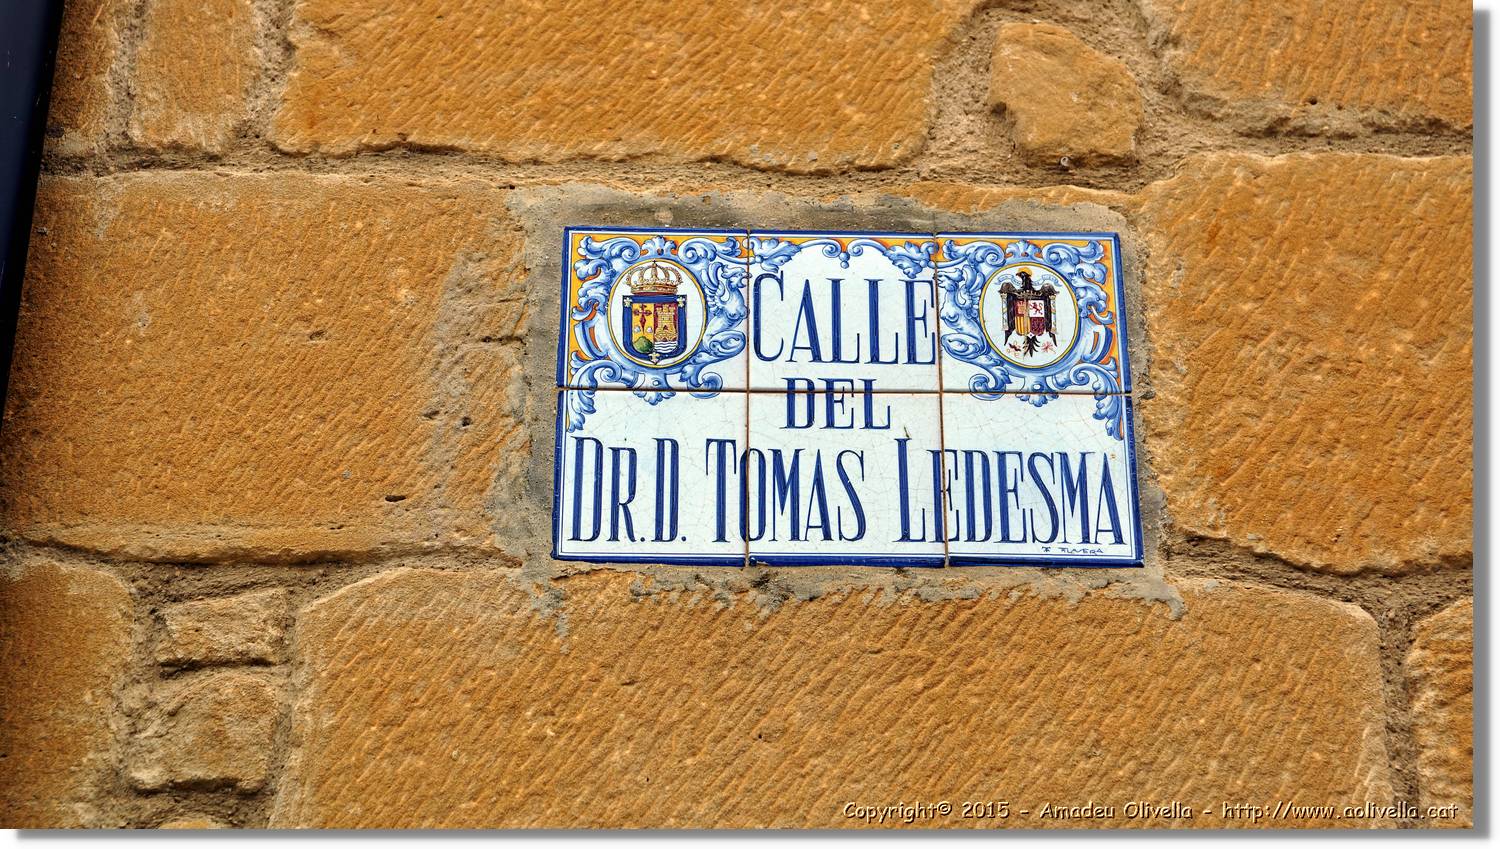 CALLE
DEL
DR. D. TOMAS LEDESMA
Copyright© 2015 - Amadeu Olivella - http://www.aolivella.cat